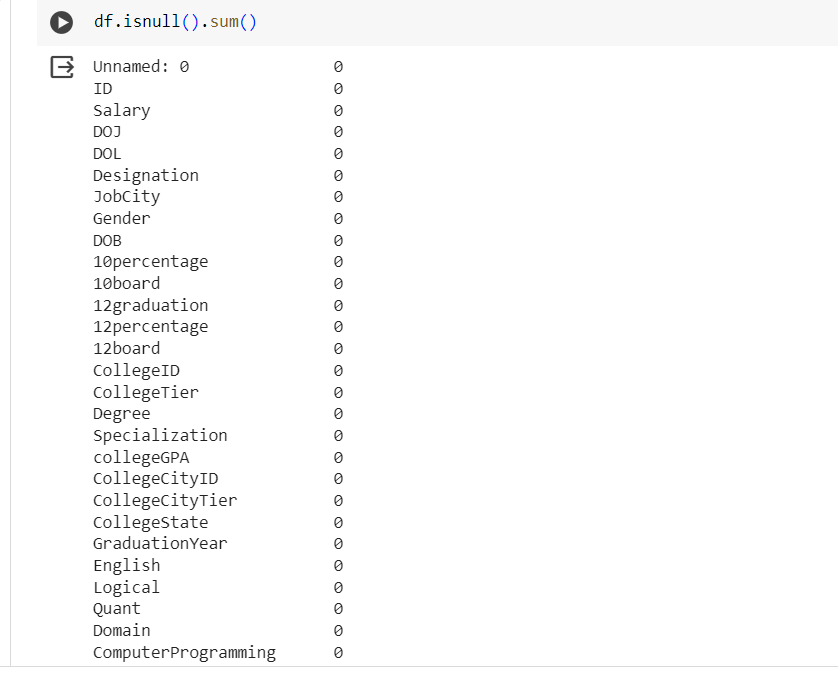 df.isnull().sum()
Unnamed: 0 0
ID 0
Salary 0
DOJ 0
DOL 0
Designation 0
JobCity 0
Gender 0
DOB 0
10percentage 0
10board 0
12graduation 0
12percentage 0
12board 0
CollegeID 0
CollegeTier 0
Degree 0
Specialization 0
collegeGPA 0
CollegeCityID 0
CollegeCityTier 0
CollegeState 0
GraduationYear 0
English 0
Logical 0
Quant 0
Domain 0
ComputerProgramming 0